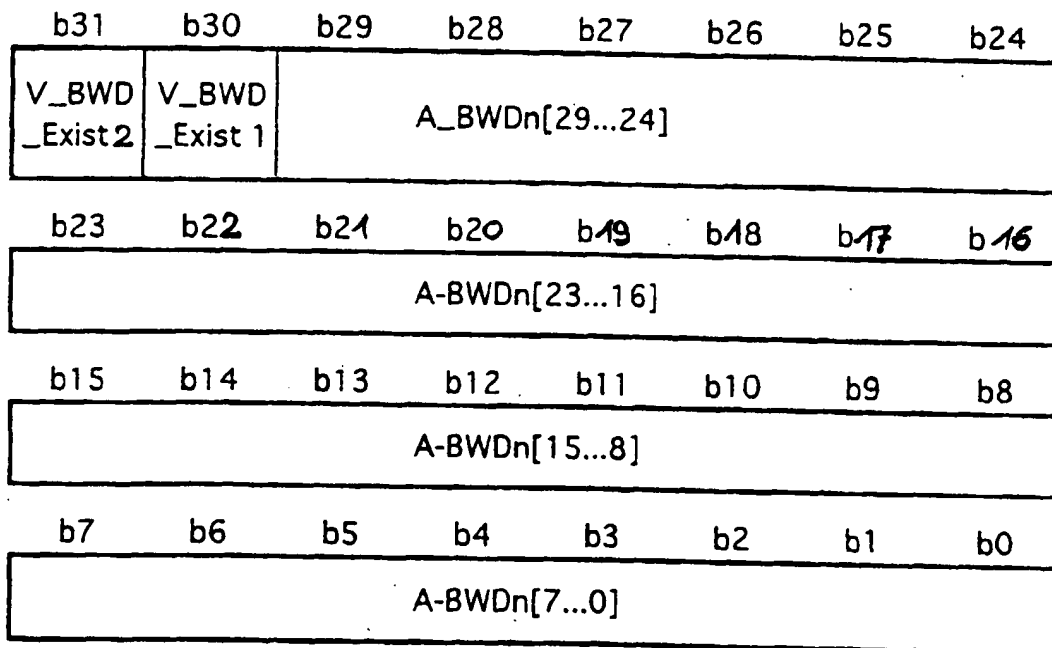 b31 b30 b29 b28 b27 b26 b25 b24
V_BWD V_BWD
A_BWDn[29...24]
_Exist2 _Exist 1
b23 b22 b21 b20 b19 b18 b17 b16
A-BWDn[23...16]
b15 b14 b13 b12 b11 b10 b9 b8
A-BWDn[15...8]
b7 b6 b5 b4 b3 b2 b1 b0
A-BWDn[7...0]